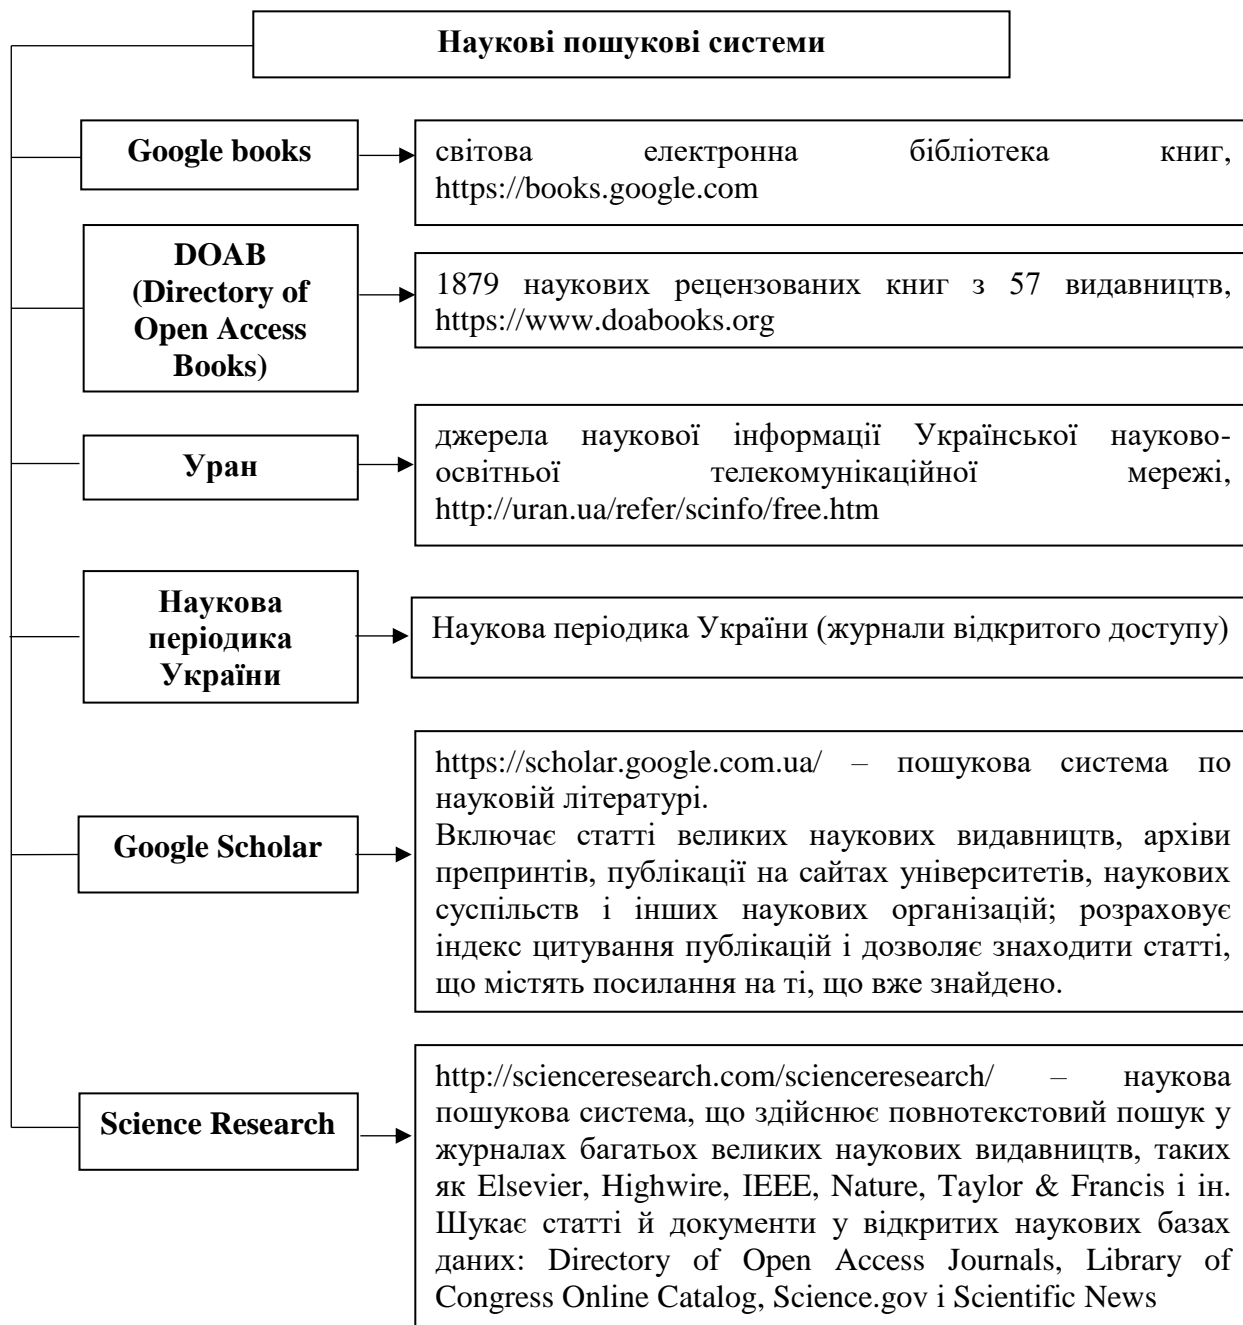 Наукові пошукові системи
Google books
світова електронна бібліотека книг,
https://books.google.com
DOAB
(Directory of
Open Access
Books)
1879 наукових рецензованих книг з 57 видавництв,
https://www.doabooks.org
Уран
джерела наукової інформації Української науково-
освітньої телекомунікаційної мережі,
http://uran.ua/refer/scinfo/free.htm
Наукова
періодика
України
Наукова періодика України (журнали відкритого доступу)
Google Scholar
https://scholar.google.com.ua/ – пошукова система по
науковій літературі.
Включає статті великих наукових видавництв, архіви
препринтів, публікації на сайтах університетів, наукових
суспільств і інших наукових організацій; розраховує
індекс цитування публікацій і дозволяє знаходити статті,
що містять посилання на ті, що вже знайдено.
Science Research
http://scienceresearch.com/scienceresearch/ – наукова
пошукова система, що здійснює повнотекстовий пошук у
журналах багатьох великих наукових видавництв, таких
як Elsevier, Highwire, IEEE, Nature, Taylor & Francis і ін.
Шукає статті й документи у відкритих наукових базах
даних: Directory of Open Access Journals, Library of
Congress Online Catalog, Science.gov і Scientific News